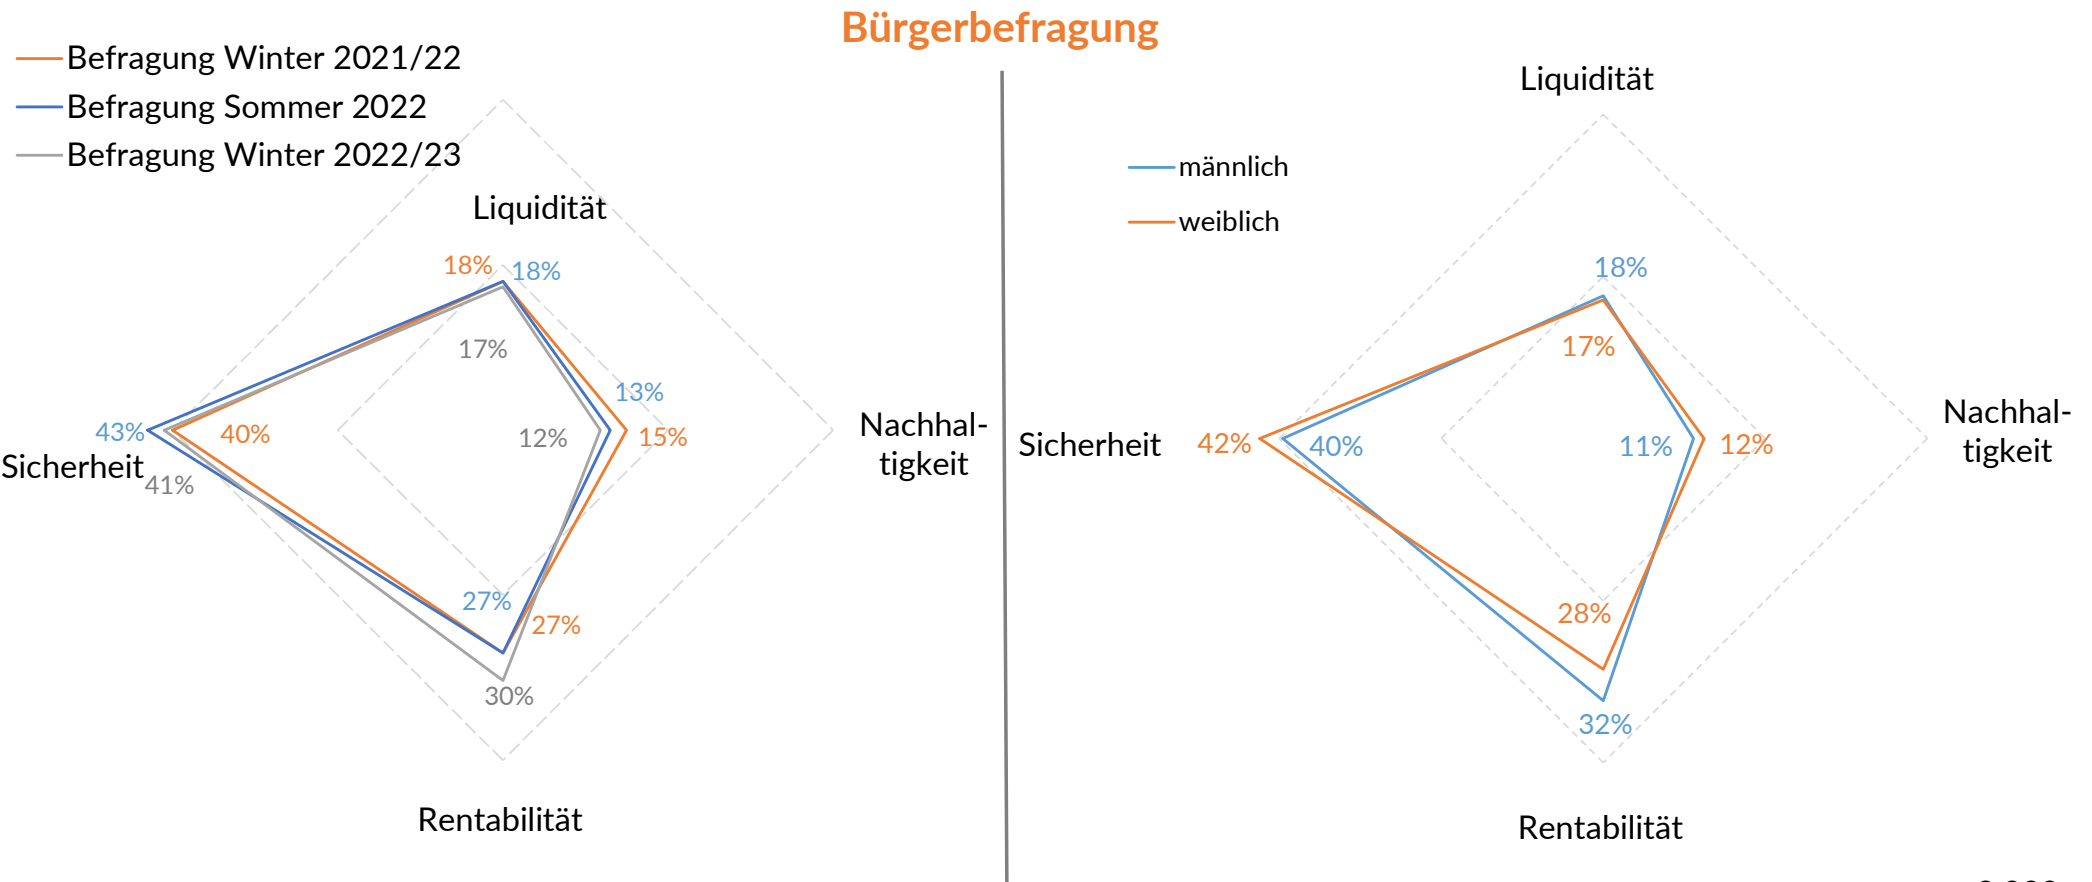 Bürgerbefragung
Befragung Winter 2021/22
Befragung Sommer 2022
Befragung Winter 2022/23
Liquidität
18%
18%
17%
13%
12%
15%
43%
40%
41%
Sicherheit
Nachhal-
tigkeit
27%
27%
30%
Rentabilität
männlich
weiblich
Liquidität
18%
17%
Sicherheit
42%
40%
11%
12%
Nachhal-
tigkeit
28%
32%
Rentabilität